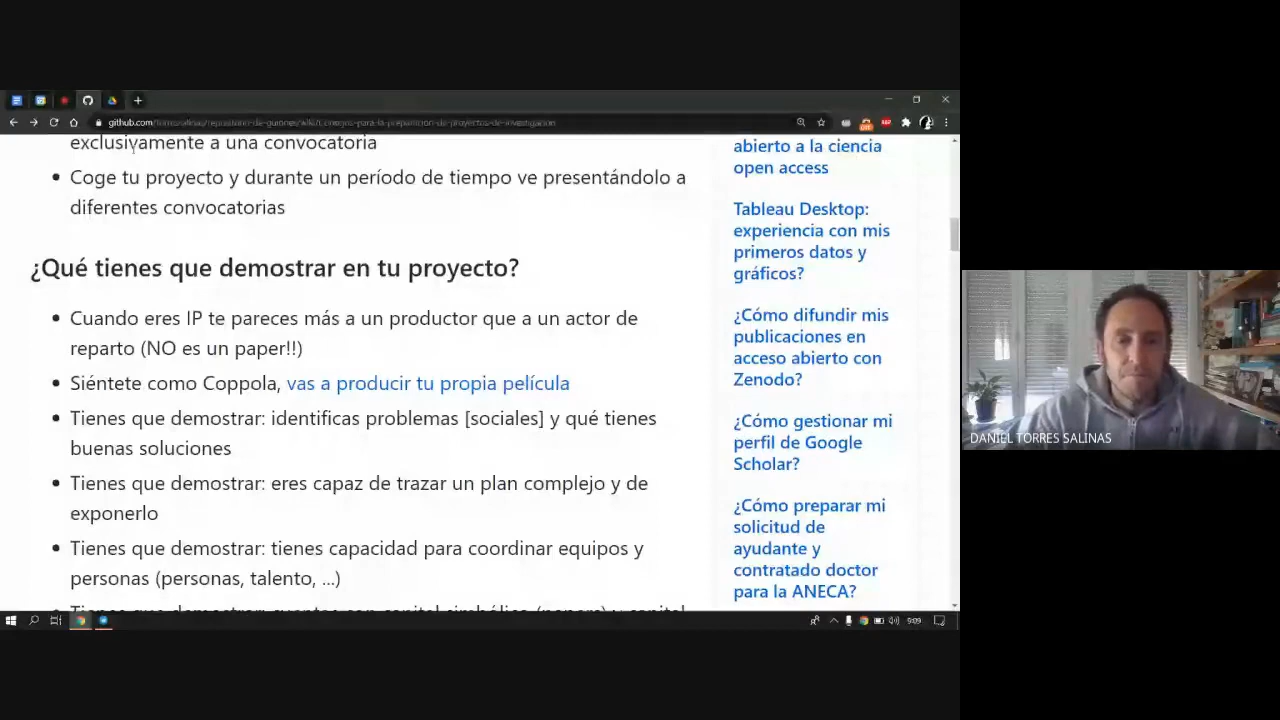 exclusivamente a una convocatoria
Coge tu proyecto y durante un período de tiempo ve presentándolo a
diferentes convocatorias
¿Qué tienes que demostrar en tu proyecto?
Cuando eres IP te pareces más a un productor que a un actor de
reparto (NO es un paper!!)
Siéntete como Coppola, vas a producir tu propia película
Tienes que demostrar: identificas problemas [sociales] y qué tienes
buenas soluciones
Tienes que demostrar: eres capaz de trazar un plan complejo y de
exponerlo
Tienes que demostrar: tienes capacidad para coordinar equipos y
personas (personas, talento, ...)
abierto a la ciencia
open access
Tableau Desktop:
experiencia con mis
primeros datos y
gráficos?
¿Cómo difundir mis
publicaciones en
acceso abierto con
Zenodo?
¿Cómo gestionar mi
perfil de Google
Scholar?
¿Cómo preparar mi
solicitud de
ayudante y
contratado doctor
para la ANECA?
9:09
DANIEL TORRES SALINAS